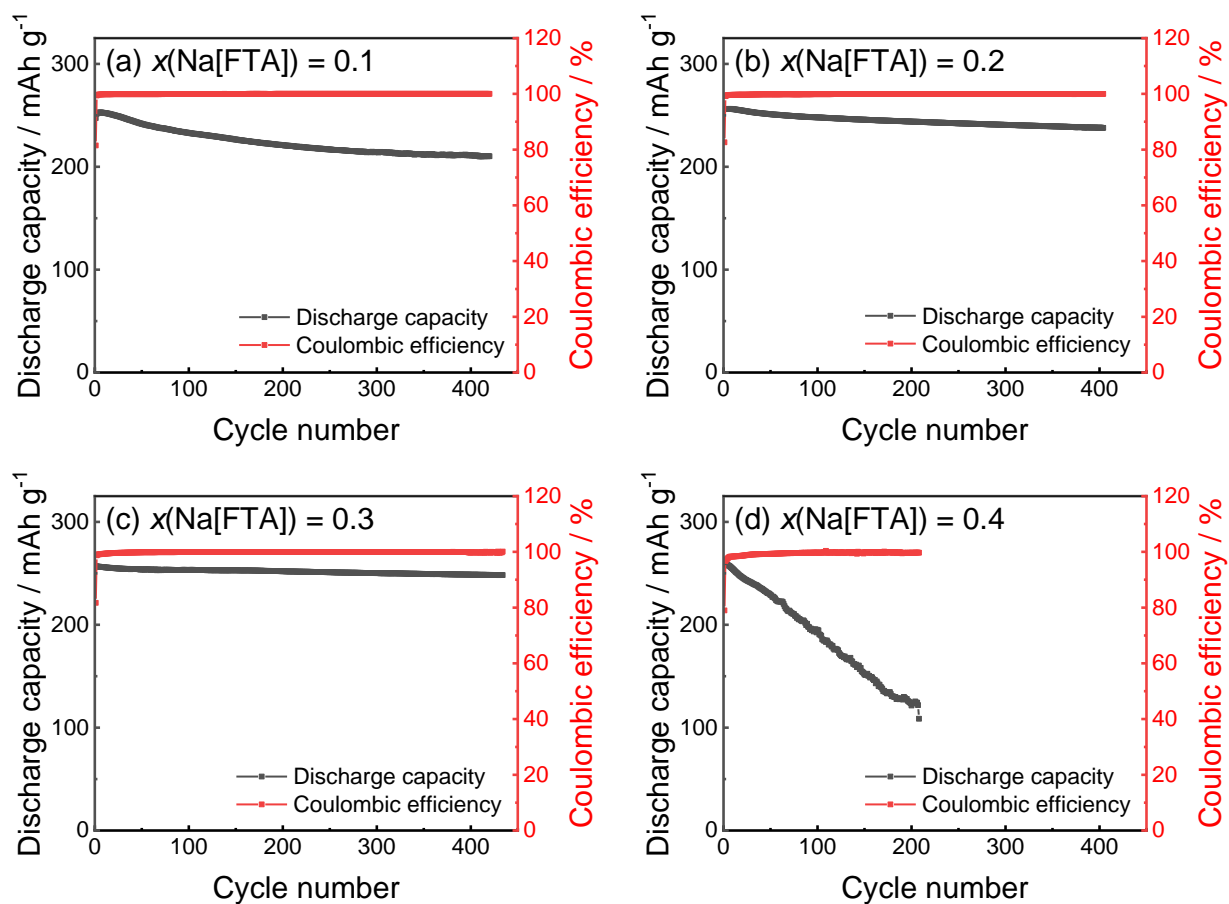 (a) x(Na[FTA]) = 0.1
Discharge capacity / mAh g⁻¹
300
200
100
0
120
100
80
60
40
20
0
Coulombic efficiency / %
Discharge capacity
Coulombic efficiency
0 100 200 300 400
Cycle number
(b) x(Na[FTA]) = 0.2
Discharge capacity / mAh g⁻¹
300
200
100
0
120
100
80
60
40
20
0
Coulombic efficiency / %
Discharge capacity
Coulombic efficiency
0 100 200 300 400
Cycle number
(c) x(Na[FTA]) = 0.3
Discharge capacity / mAh g⁻¹
300
200
100
0
120
100
80
60
40
20
0
Coulombic efficiency / %
Discharge capacity
Coulombic efficiency
0 100 200 300 400
Cycle number
(d) x(Na[FTA]) = 0.4
Discharge capacity / mAh g⁻¹
300
200
100
0
120
100
80
60
40
20
0
Coulombic efficiency / %
Discharge capacity
Coulombic efficiency
0 100 200 300 400
Cycle number